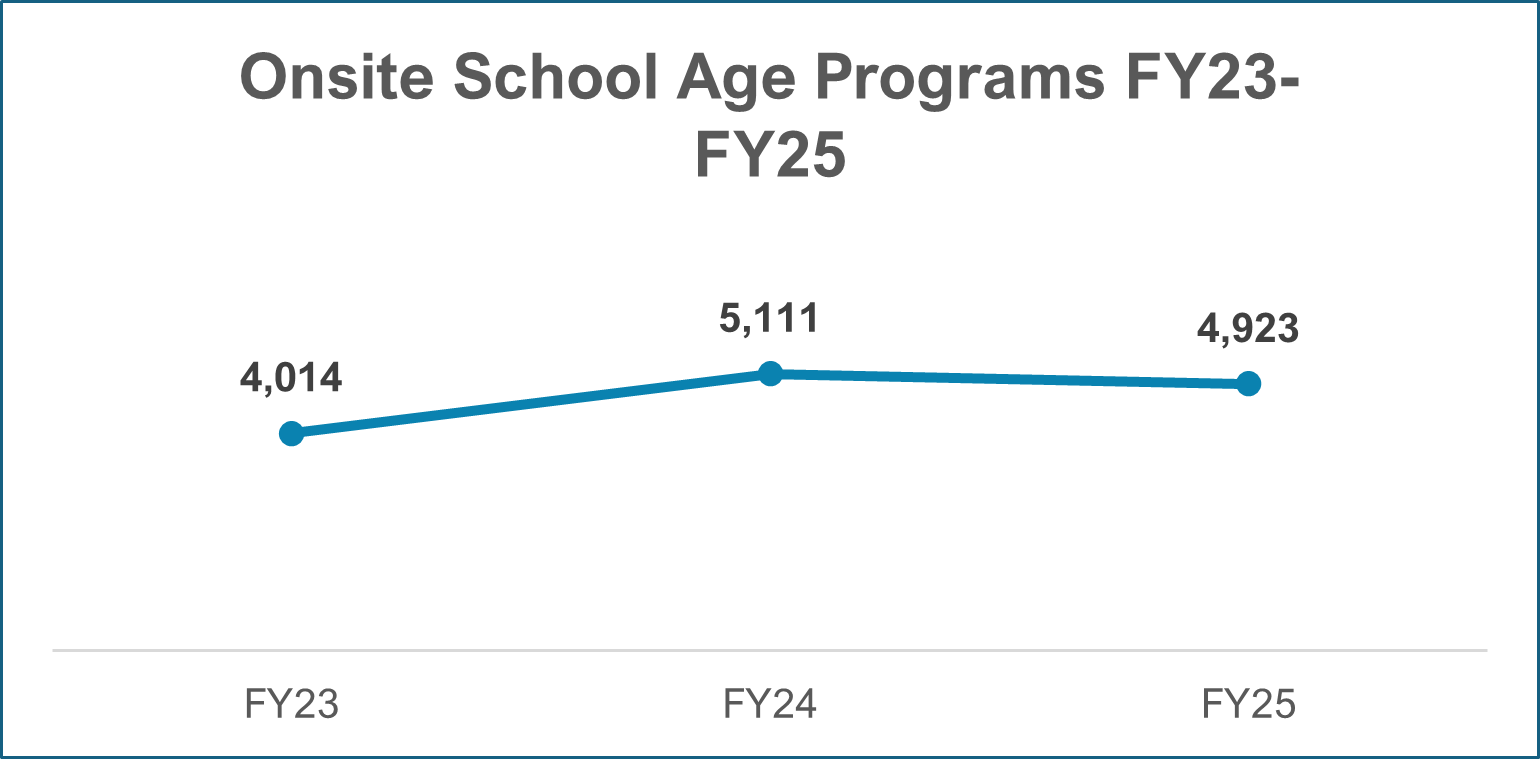 Onsite School Age Programs FY23-
FY25
5,111
4,923
4,014
FY23 FY24 FY25